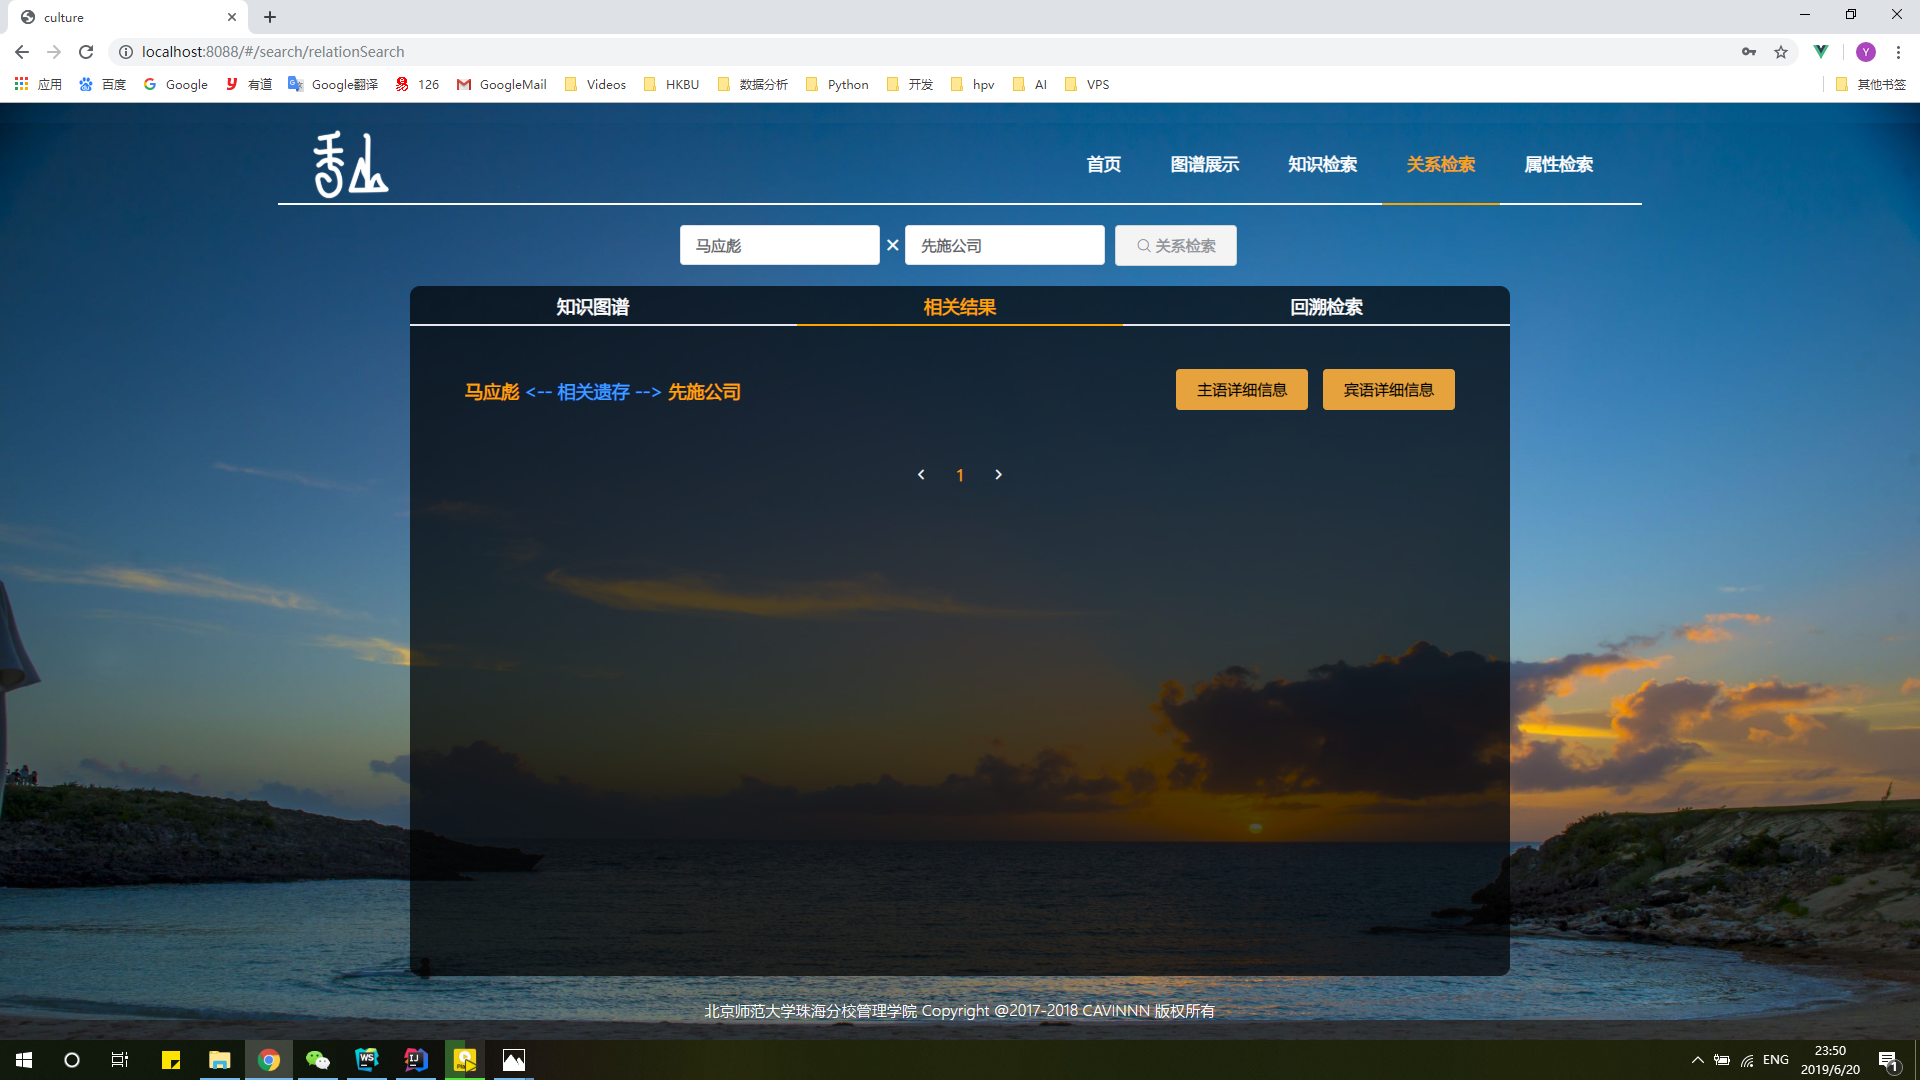 culture
localhost:8088/#/search/relationSearch
应用 百度 Google 有道 Google翻译 126 GoogleMail Videos HKBU 数据分析 Python 开发 hpv AI VPS 其他书签
首页 图谱展示 知识检索 关系检索 属性检索
马应彪 × 先施公司 关系检索
知识图谱 相关结果 回溯检索
马应彪 <-- 相关遗存 --> 先施公司 主语详细信息 宾语详细信息
1
北京师范大学珠海分校管理学院 Copyright @2017-2018 CAVINNN 版权所有
ENG
23:50
2019/6/20